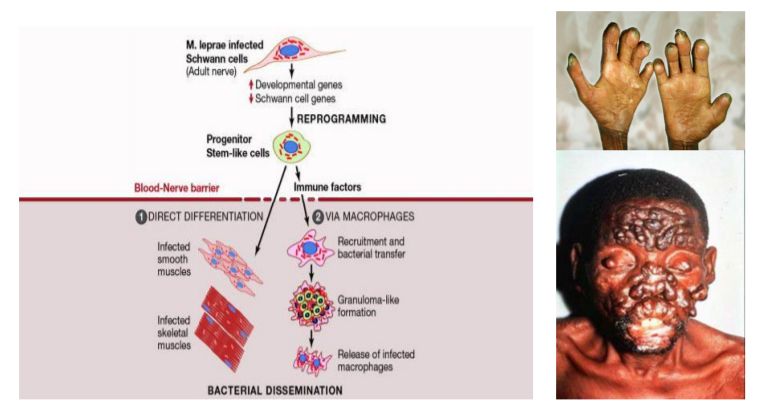 M. leprae infected
Schwann cells
(Adult nerve)
Developmental genes
Schwann cell genes
REPROGRAMMING
Progenitor
Stem-like cells
Blood-Nerve barrier
Immune factors
1 DIRECT DIFFERENTIATION
2 VIA MACROPHAGES
Infected
smooth
muscles
Recruitment and
bacterial transfer
Granuloma-like
formation
Infected
skeletal
muscles
Release of infected
macrophages
BACTERIAL DISSEMINATION